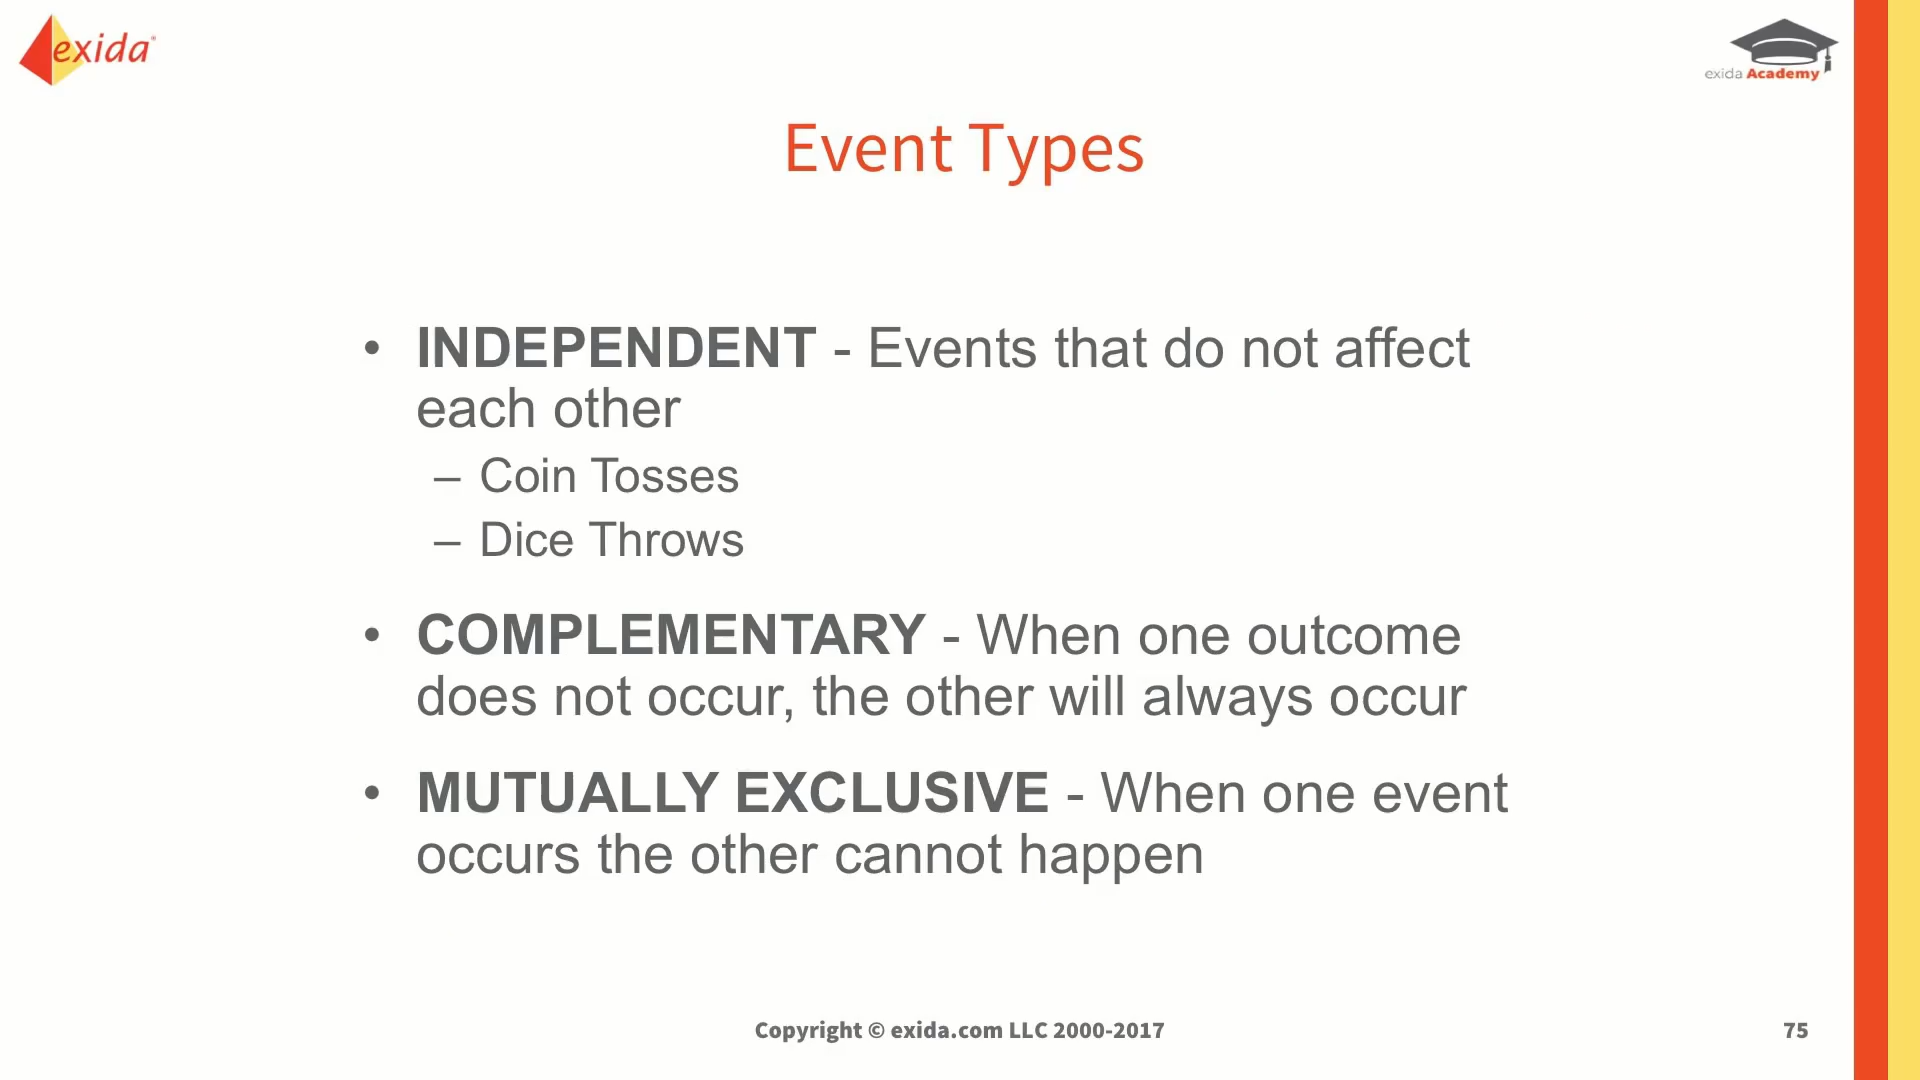 exida
exida Academy
Event Types
• INDEPENDENT - Events that do not affect
each other
– Coin Tosses
– Dice Throws
• COMPLEMENTARY - When one outcome
does not occur, the other will always occur
• MUTUALLY EXCLUSIVE - When one event
occurs the other cannot happen
Copyright © exida.com LLC 2000-2017
75